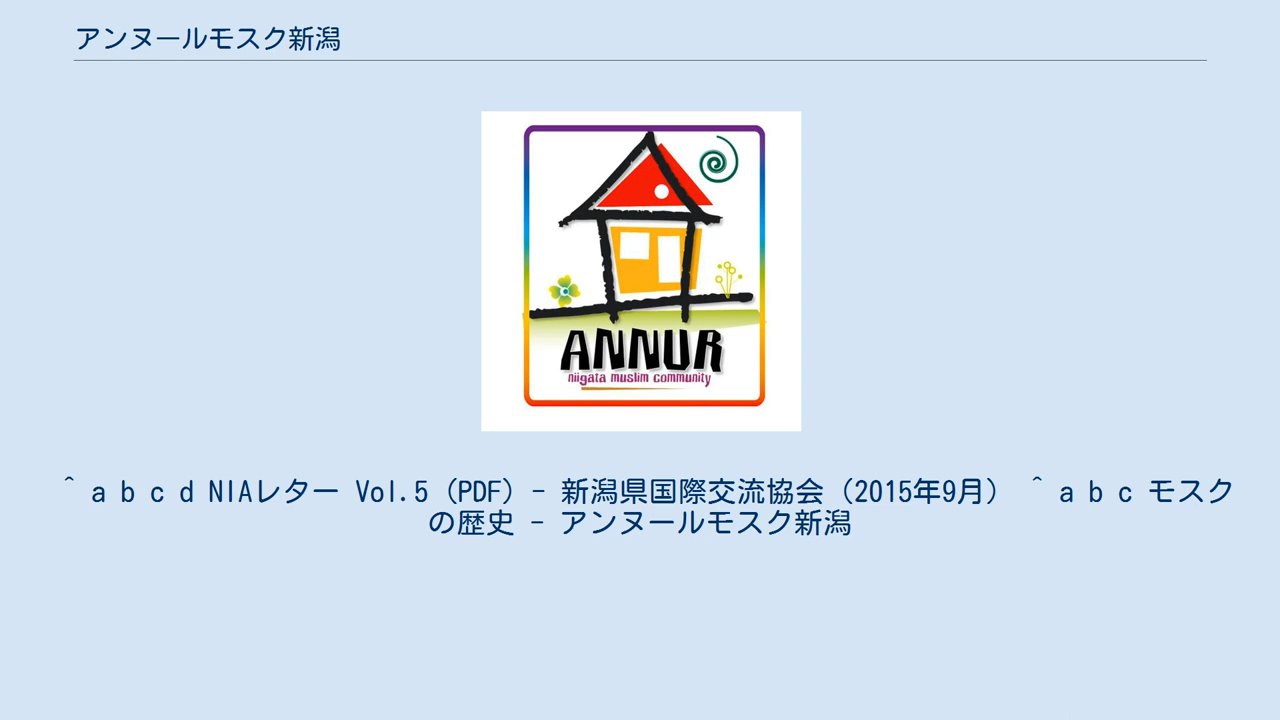 アンヌールモスク新潟
ANNUR
niigata muslim community
^ a b c d NIAレター Vol.5（PDF）- 新潟県国際交流協会（2015年9月） ^ a b c モスク
の歴史 - アンヌールモスク新潟